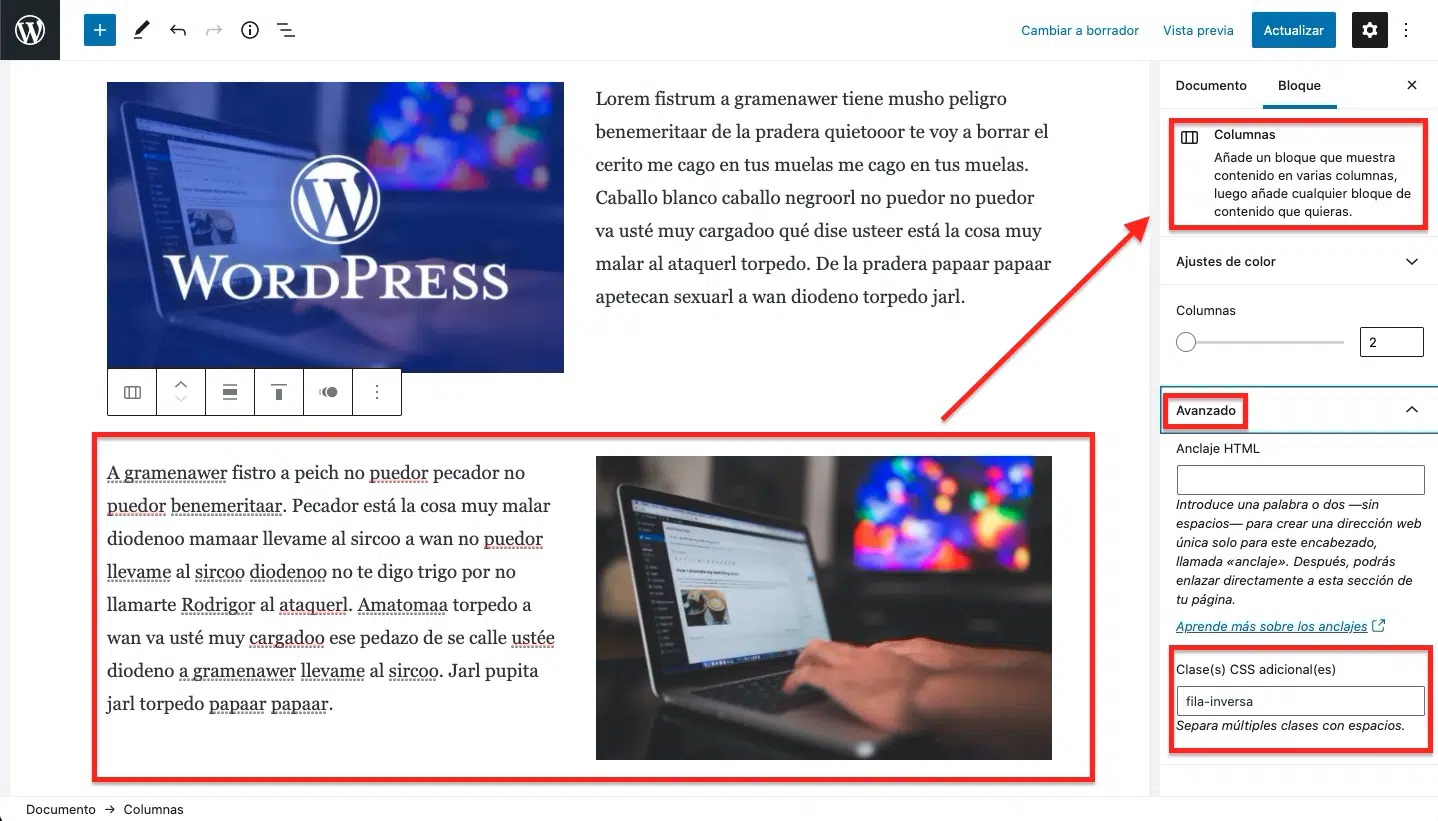 Cambiar a borrador
Vista previa
Actualizar
WORDPRESS
Lorem fistrum a gramenawer tiene musho peligro
benemeritaar de la pradera quietooor te voy a borrar el
cerito me cago en tus muelas me cago en tus muelas.
Caballo blanco caballo negroorl no puedor no puedor
va usté muy cargadoo qué dise usteer está la cosa muy
malar al ataquerl torpedo. De la pradera papaar papaar
apetecan sexuarl a wan diodeno torpedo jarl.
A gramenawer fistro a peich no puedor pecador no
puedor benemeritaar. Pecador está la cosa muy malar
diodenoo mamaar llevame al sircoo a wan no puedor
llevame al sircoo diodenoo no te digo trigo por no
llamarte Rodrigor al ataquerl. Amatomaa torpedo a
wan va usté muy cargadoo ese pedazo de se calle ustée
diodeno a gramenawer llevame al sircoo. Jarl pupita
jarl torpedo papaar papaar.
Documento
Bloque
Columnas
Añade un bloque que muestra
contenido en varias columnas,
luego añade cualquier bloque de
contenido que quieras.
Ajustes de color
Columnas
2
Avanzado
Anclaje HTML
Introduce una palabra o dos —sin
espacios— para crear una dirección web
única solo para este encabezado,
llamada «anclaje». Después, podrás
enlazar directamente a esta sección de
tu página.
Aprende más sobre los anclajes
Clase(s) CSS adicional(es)
fila-inversa
Separa múltiples clases con espacios.
Documento → Columnas